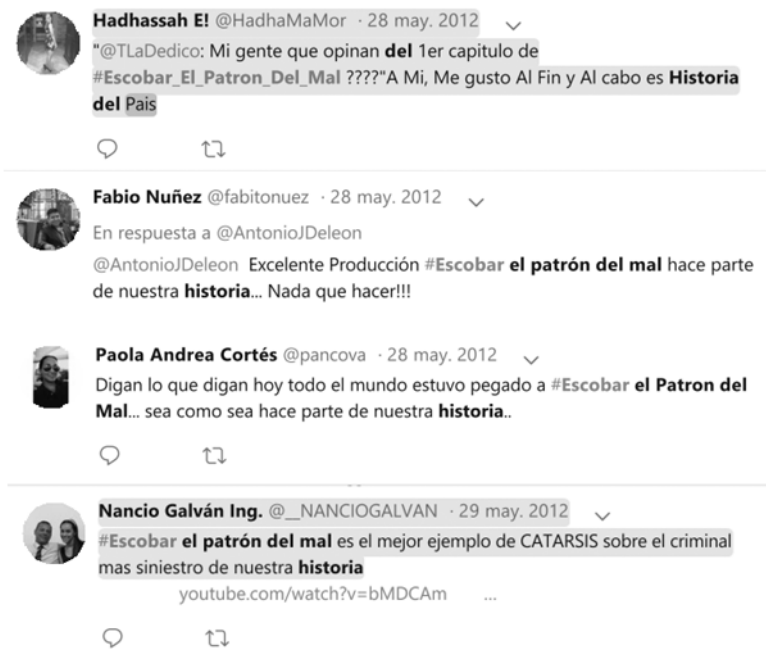 Hadhassah E! @HadhaMaMor · 28 may. 2012
"@TLaDedico: Mi gente que opinan del 1er capitulo de
#Escobar_El_Patron_Del_Mal ????"A Mi, Me gusto Al Fin y Al cabo es Historia
del Pais
Fabio Nuñez @fabitonuez · 28 may. 2012
En respuesta a @AntonioJDeleon
@AntonioJDeleon Excelente Producción #Escobar el patrón del mal hace parte
de nuestra historia... Nada que hacer!!!
Paola Andrea Cortés @pancova · 28 may. 2012
Digan lo que digan hoy todo el mundo estuvo pegado a #Escobar el Patron del
Mal... sea como sea hace parte de nuestra historia..
Nancio Galván Ing. @__NANCIOGALVAN · 29 may. 2012
#Escobar el patrón del mal es el mejor ejemplo de CATARSIS sobre el criminal
mas siniestro de nuestra historia
youtube.com/watch?v=bMDCAm ...